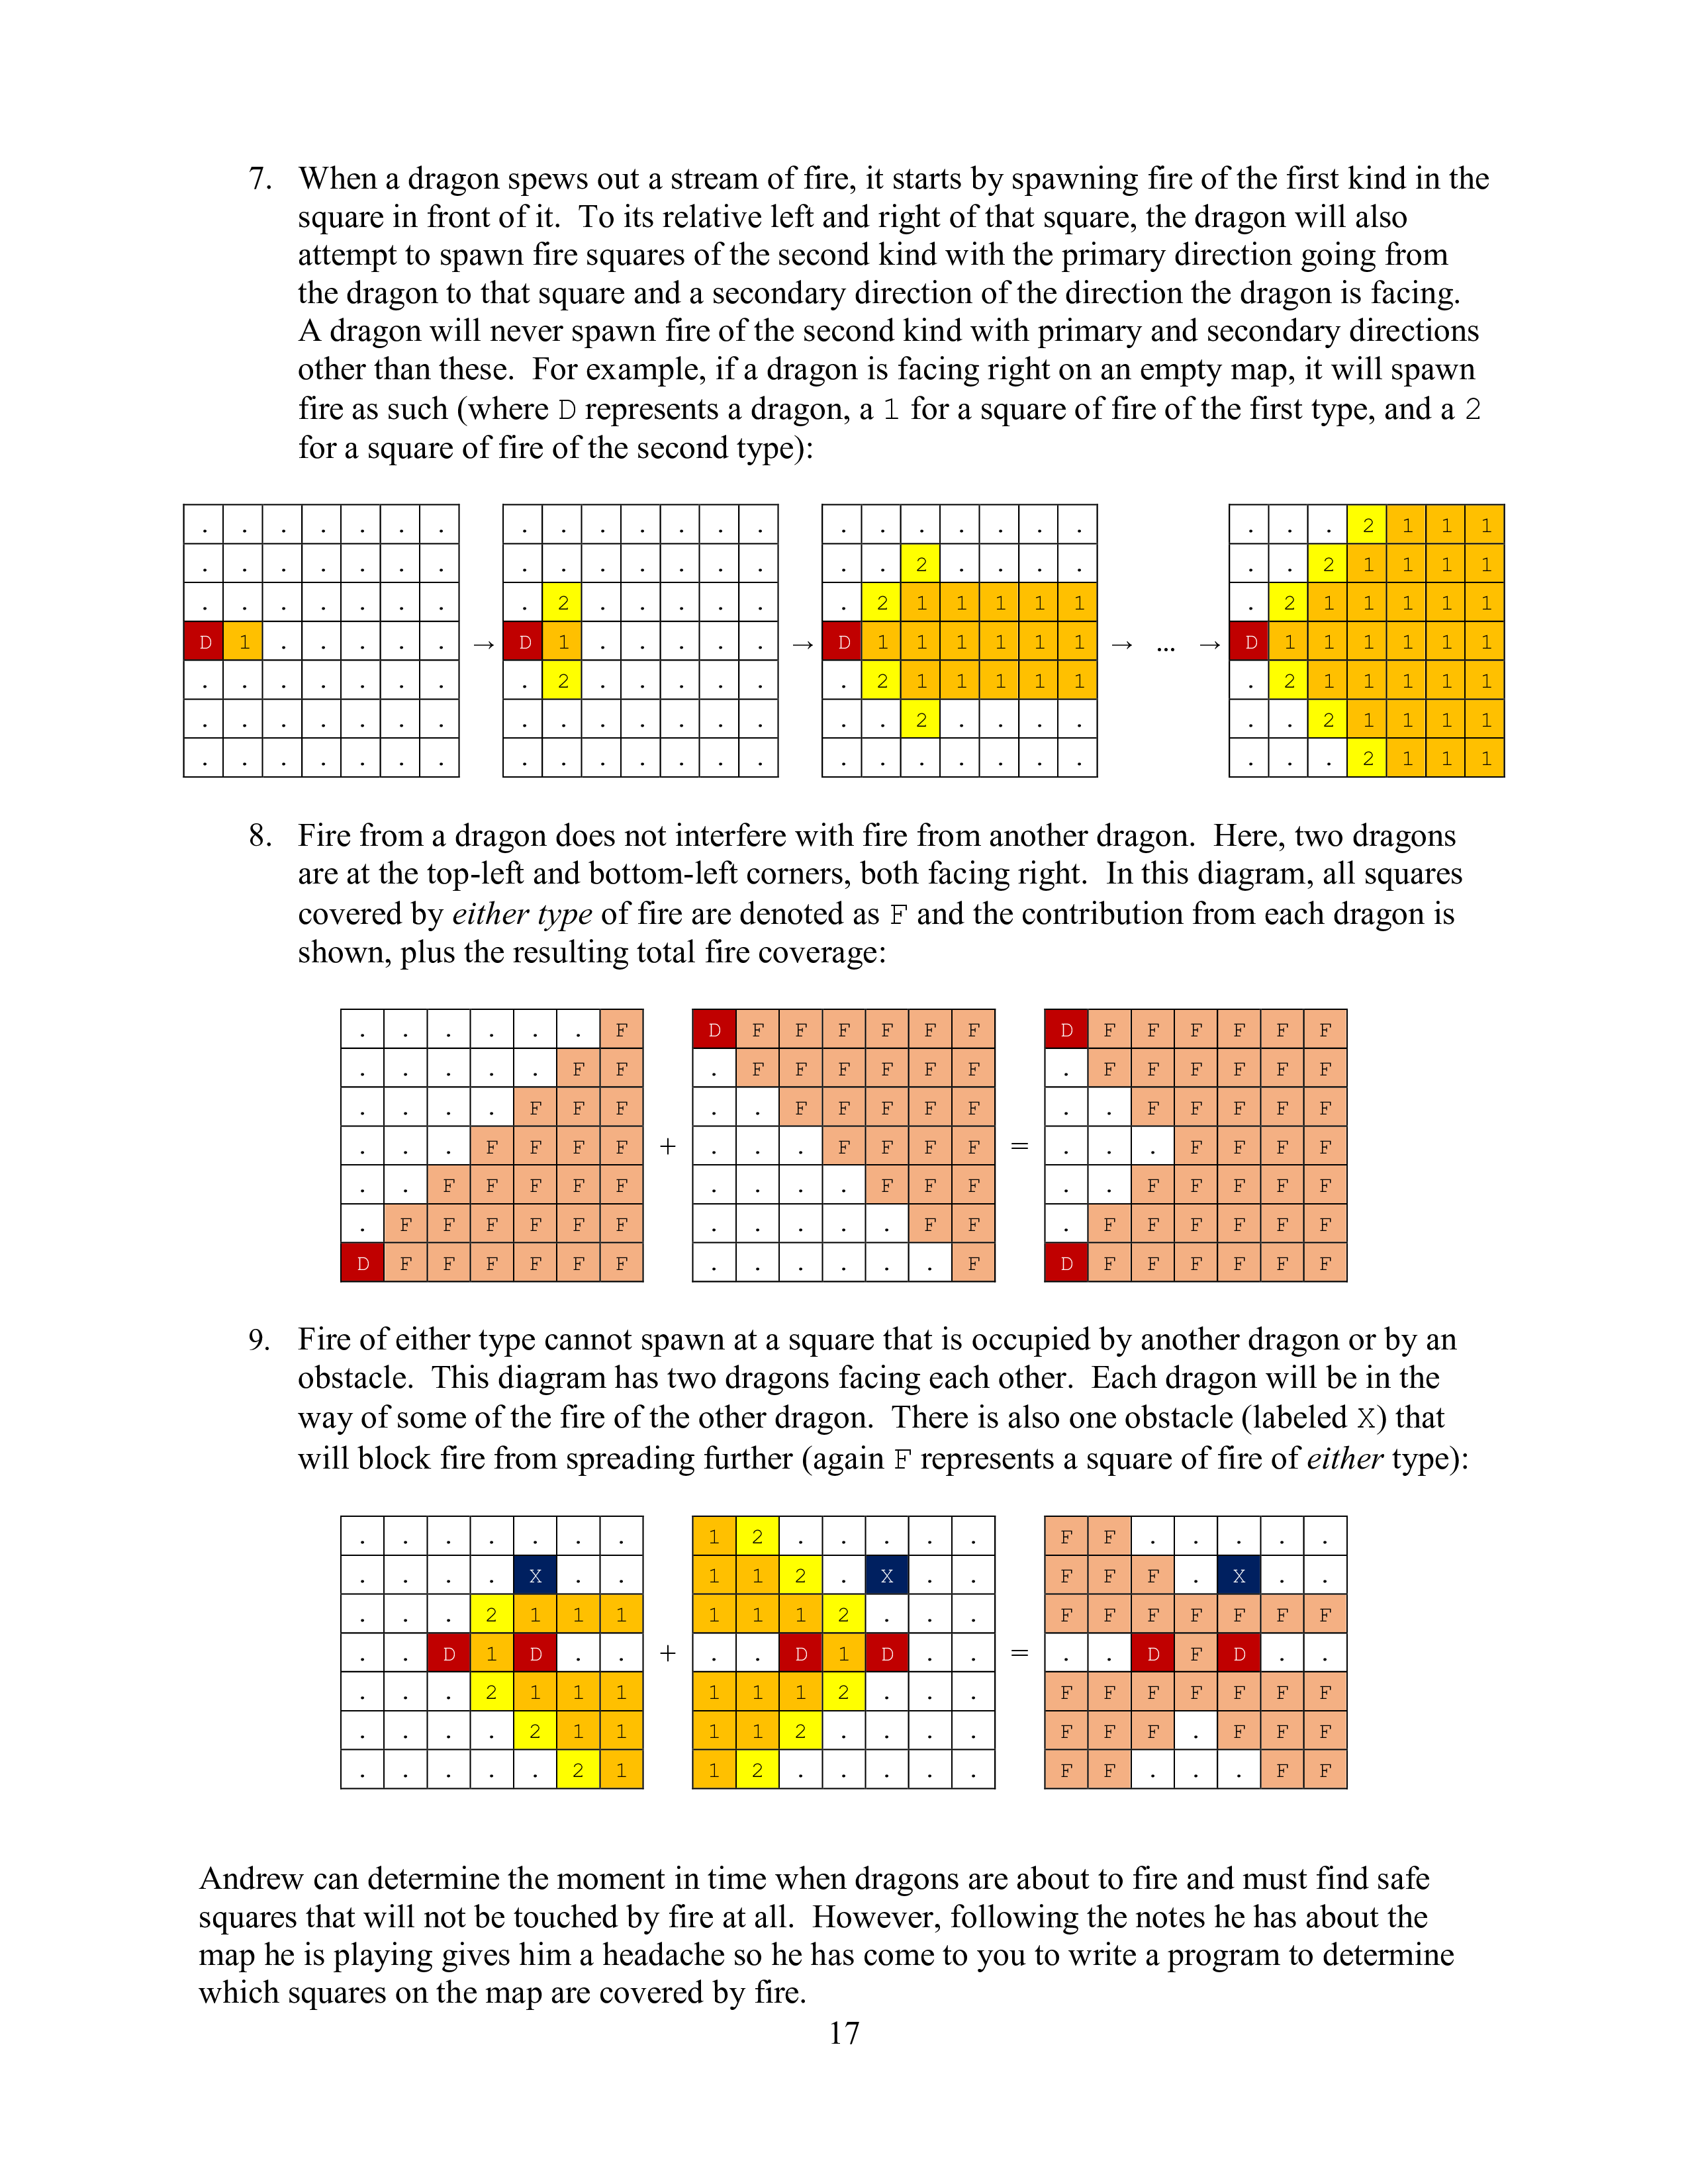 7. When a dragon spews out a stream of fire, it starts by spawning fire of the first kind in the
square in front of it. To its relative left and right of that square, the dragon will also
attempt to spawn fire squares of the second kind with the primary direction going from
the dragon to that square and a secondary direction of the direction the dragon is facing.
A dragon will never spawn fire of the second kind with primary and secondary directions
other than these. For example, if a dragon is facing right on an empty map, it will spawn
fire as such (where D represents a dragon, a 1 for a square of fire of the first type, and a 2
for a square of fire of the second type):
. . . . . . . . . . . . . . . . . . . . . . . . 2 1 1 1
. . . . . . . . . . . . . . . . 2 . . . . . . 2 1 1 1 1
. . . . . . . . 2 . . . . . . 2 1 1 1 1 1 . 2 1 1 1 1 1
D 1 . . . . . → D 1 . . . . . → D 1 1 1 1 1 1 → ... → D 1 1 1 1 1 1
. . . . . . . . 2 . . . . . . 2 1 1 1 1 1 . 2 1 1 1 1 1
. . . . . . . . . . . . . . . . 2 . . . . . . 2 1 1 1 1
. . . . . . . . . . . . . . . . . . . . . . . . 2 1 1 1
8. Fire from a dragon does not interfere with fire from another dragon. Here, two dragons
are at the top-left and bottom-left corners, both facing right. In this diagram, all squares
covered by either type of fire are denoted as F and the contribution from each dragon is
shown, plus the resulting total fire coverage:
. . . . . . F D F F F F F F D F F F F F F
. . . . . F F . F F F F F F . F F F F F F
. . . . F F F . . F F F F F . . F F F F F
. . . F F F F + . . . F F F F = . . . F F F F
. . F F F F F . . . . F F F . . F F F F F
. F F F F F F . . . . . F F . F F F F F F
D F F F F F F . . . . . . F D F F F F F F
9. Fire of either type cannot spawn at a square that is occupied by another dragon or by an
obstacle. This diagram has two dragons facing each other. Each dragon will be in the
way of some of the fire of the other dragon. There is also one obstacle (labeled X) that
will block fire from spreading further (again F represents a square of fire of either type):
. . . . . . . 1 2 . . . . . F F . . . . .
. . . . X . . 1 1 2 . X . . F F F . X . .
. . . 2 1 1 1 1 1 1 2 . . . F F F F F F F
. . D 1 D . . + . . D 1 D . . = . . D F D . .
. . . 2 1 1 1 1 1 1 2 . . . F F F F F F F
. . . . 2 1 1 1 1 2 . . . . F F F . F F F
. . . . . 2 1 1 2 . . . . . F F . . . F F
Andrew can determine the moment in time when dragons are about to fire and must find safe
squares that will not be touched by fire at all. However, following the notes he has about the
map he is playing gives him a headache so he has come to you to write a program to determine
which squares on the map are covered by fire.
17